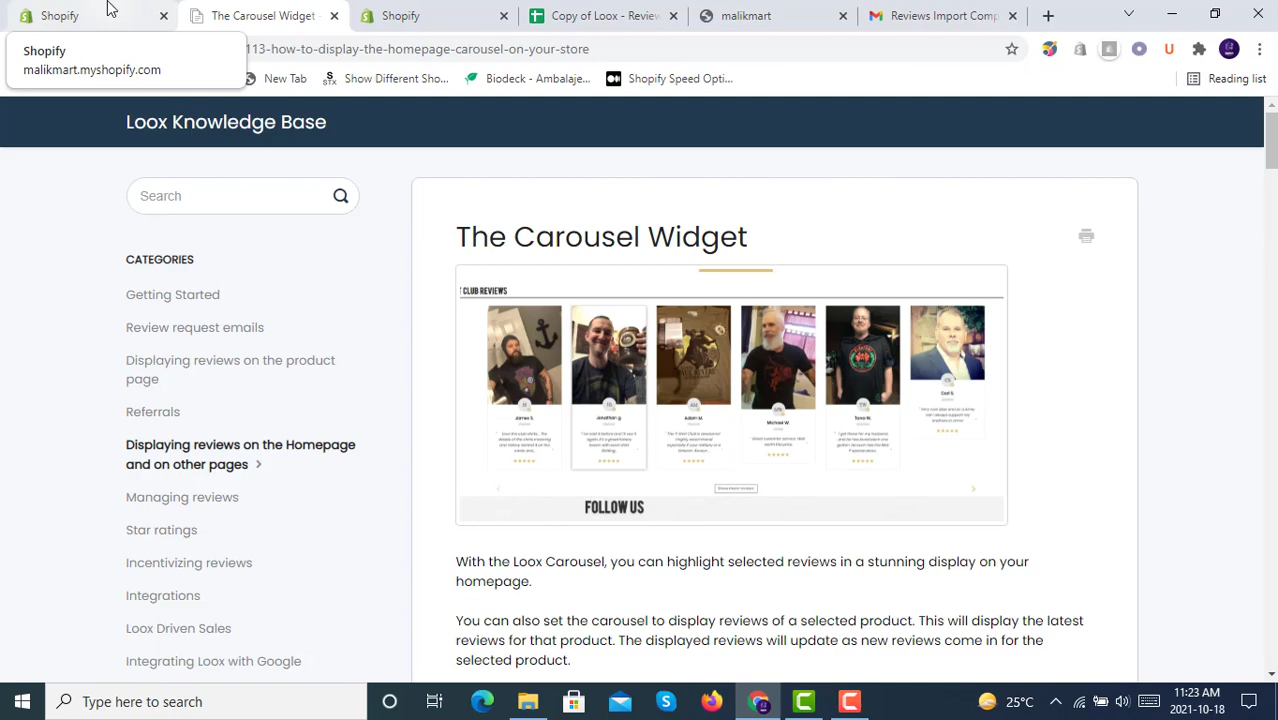 Shopify
The Carousel Widget
Shopify
Copy of Loox - Review
malikmart
Reviews Import Comp
Shopify
malikmart.myshopify.com
113-how-to-display-the-homepage-carousel-on-your-store
New Tab
STX
Show Different Sho...
Biodeck - Ambalaje...
Shopify Speed Opti...
Reading list
Loox Knowledge Base
Search
CATEGORIES
Getting Started
Review request emails
Displaying reviews on the product
page
Referrals
Displaying reviews on the Homepage
and on other pages
Managing reviews
Star ratings
Incentivizing reviews
Integrations
Loox Driven Sales
Integrating Loox with Google
The Carousel Widget
CLUB REVIEWS
James S.
Jonathan g.
Adam M.
Michael W.
Carl S.
FOLLOW US
With the Loox Carousel, you can highlight selected reviews in a stunning display on your
homepage.
You can also set the carousel to display reviews of a selected product. This will display the latest
reviews for that product. The displayed reviews will update as new reviews come in for the
selected product.
Type here to search
25°C
11:23 AM
2021-10-18